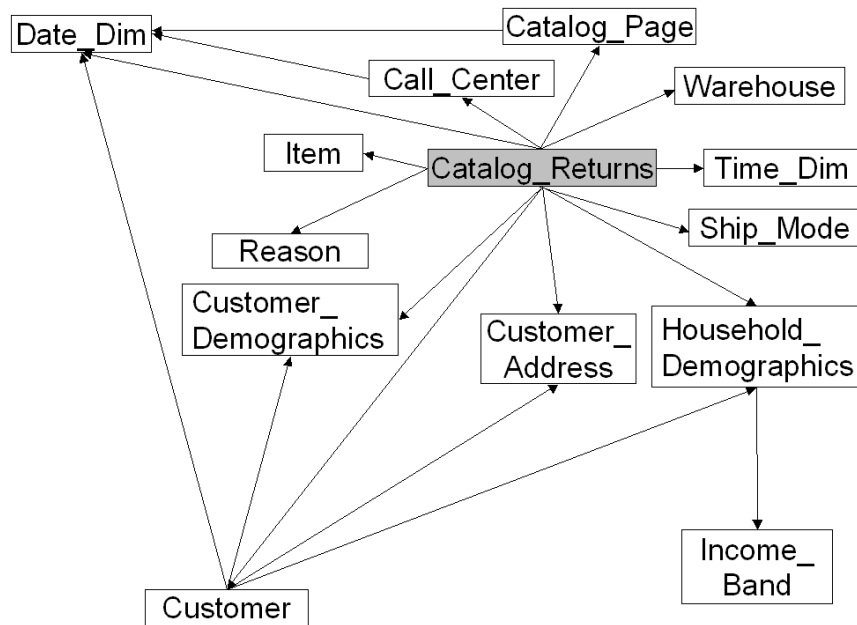 Date_Dim
Catalog_Page
Call_Center
Warehouse
Item
Catalog_Returns
Time_Dim
Ship_Mode
Reason
Customer_
Demographics
Customer_
Address
Household_
Demographics
Income_
Band
Customer